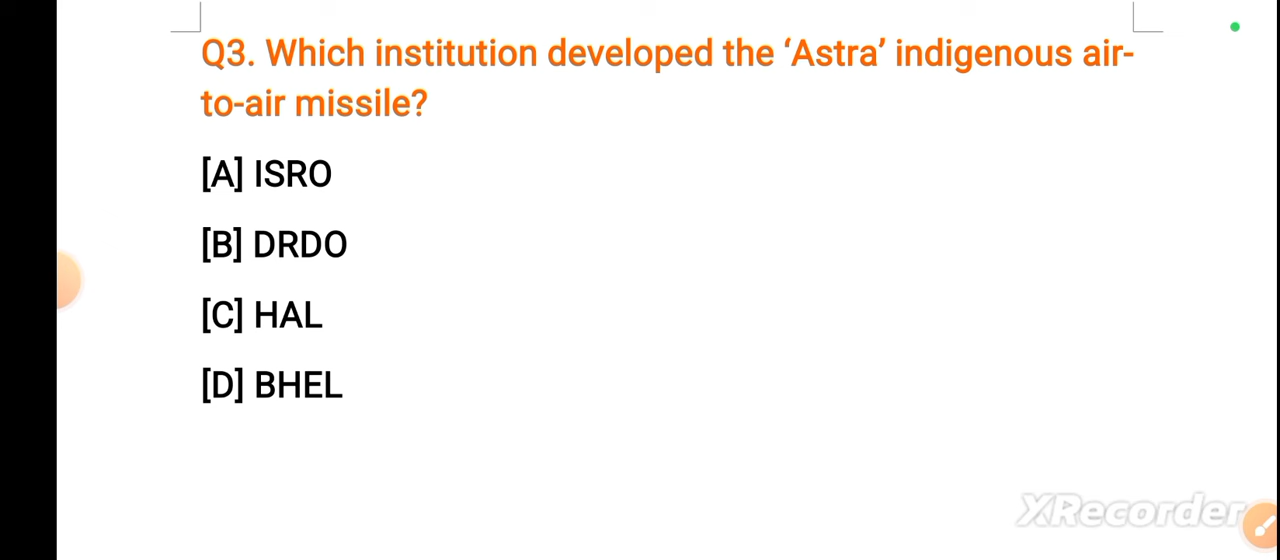 Q3. Which institution developed the ‘Astra’ indigenous air-
to-air missile?
[A] ISRO
[B] DRDO
[C] HAL
[D] BHEL
XRecorder